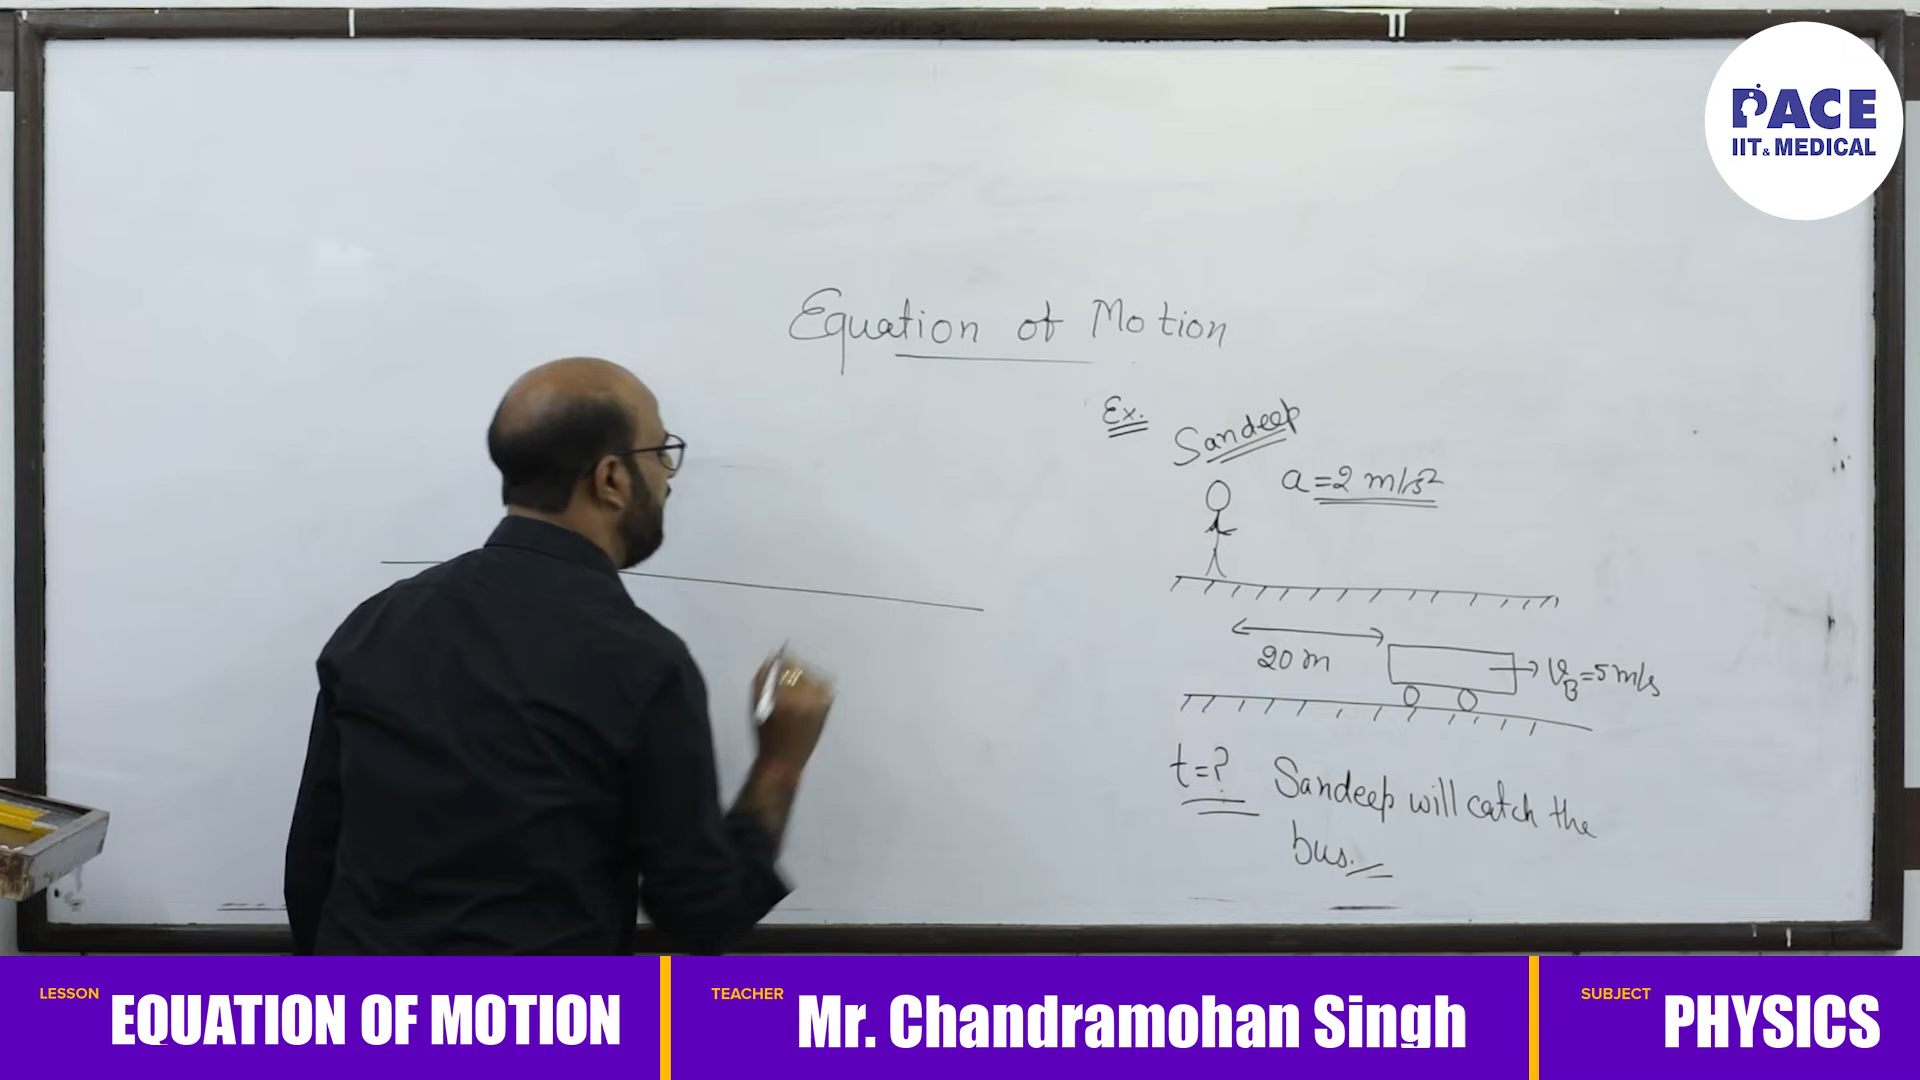 PACE
IIT & MEDICAL
Equation of Motion
Ex.
Sandeep
a=2 m/s²
20 m
V_B=5m/s
t=? Sandeep will catch the
bus.
LESSON EQUATION OF MOTION
TEACHER Mr. Chandramohan Singh
SUBJECT PHYSICS